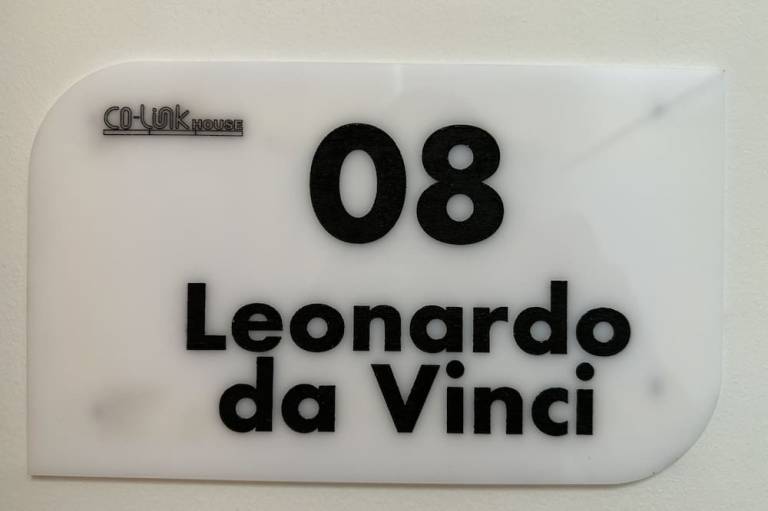 CO-Link HOUSE
08
Leonardo
da Vinci